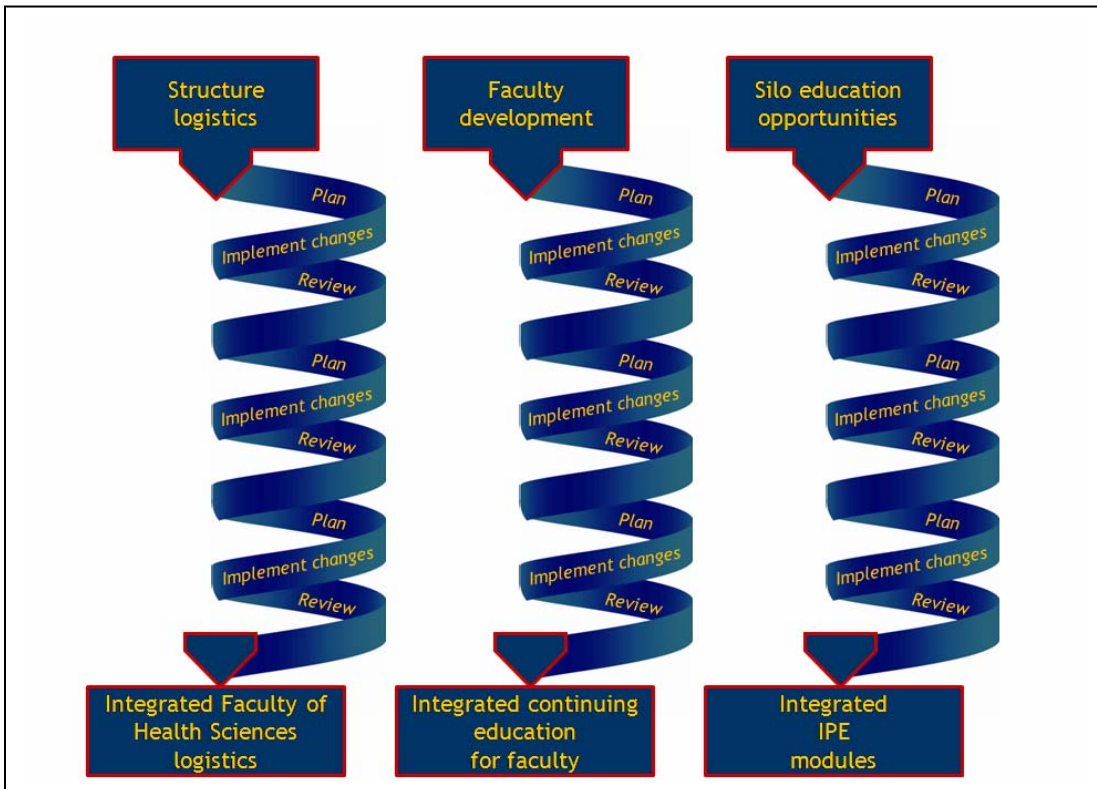 Structure
logistics
Plan
Implement changes
Review
Plan
Implement changes
Review
Plan
Implement changes
Review
Integrated Faculty of
Health Sciences
logistics
Faculty
development
Plan
Implement changes
Review
Plan
Implement changes
Review
Plan
Implement changes
Review
Integrated continuing
education
for faculty
Silo education
opportunities
Plan
Implement changes
Review
Plan
Implement changes
Review
Plan
Implement changes
Review
Integrated
IPE
modules